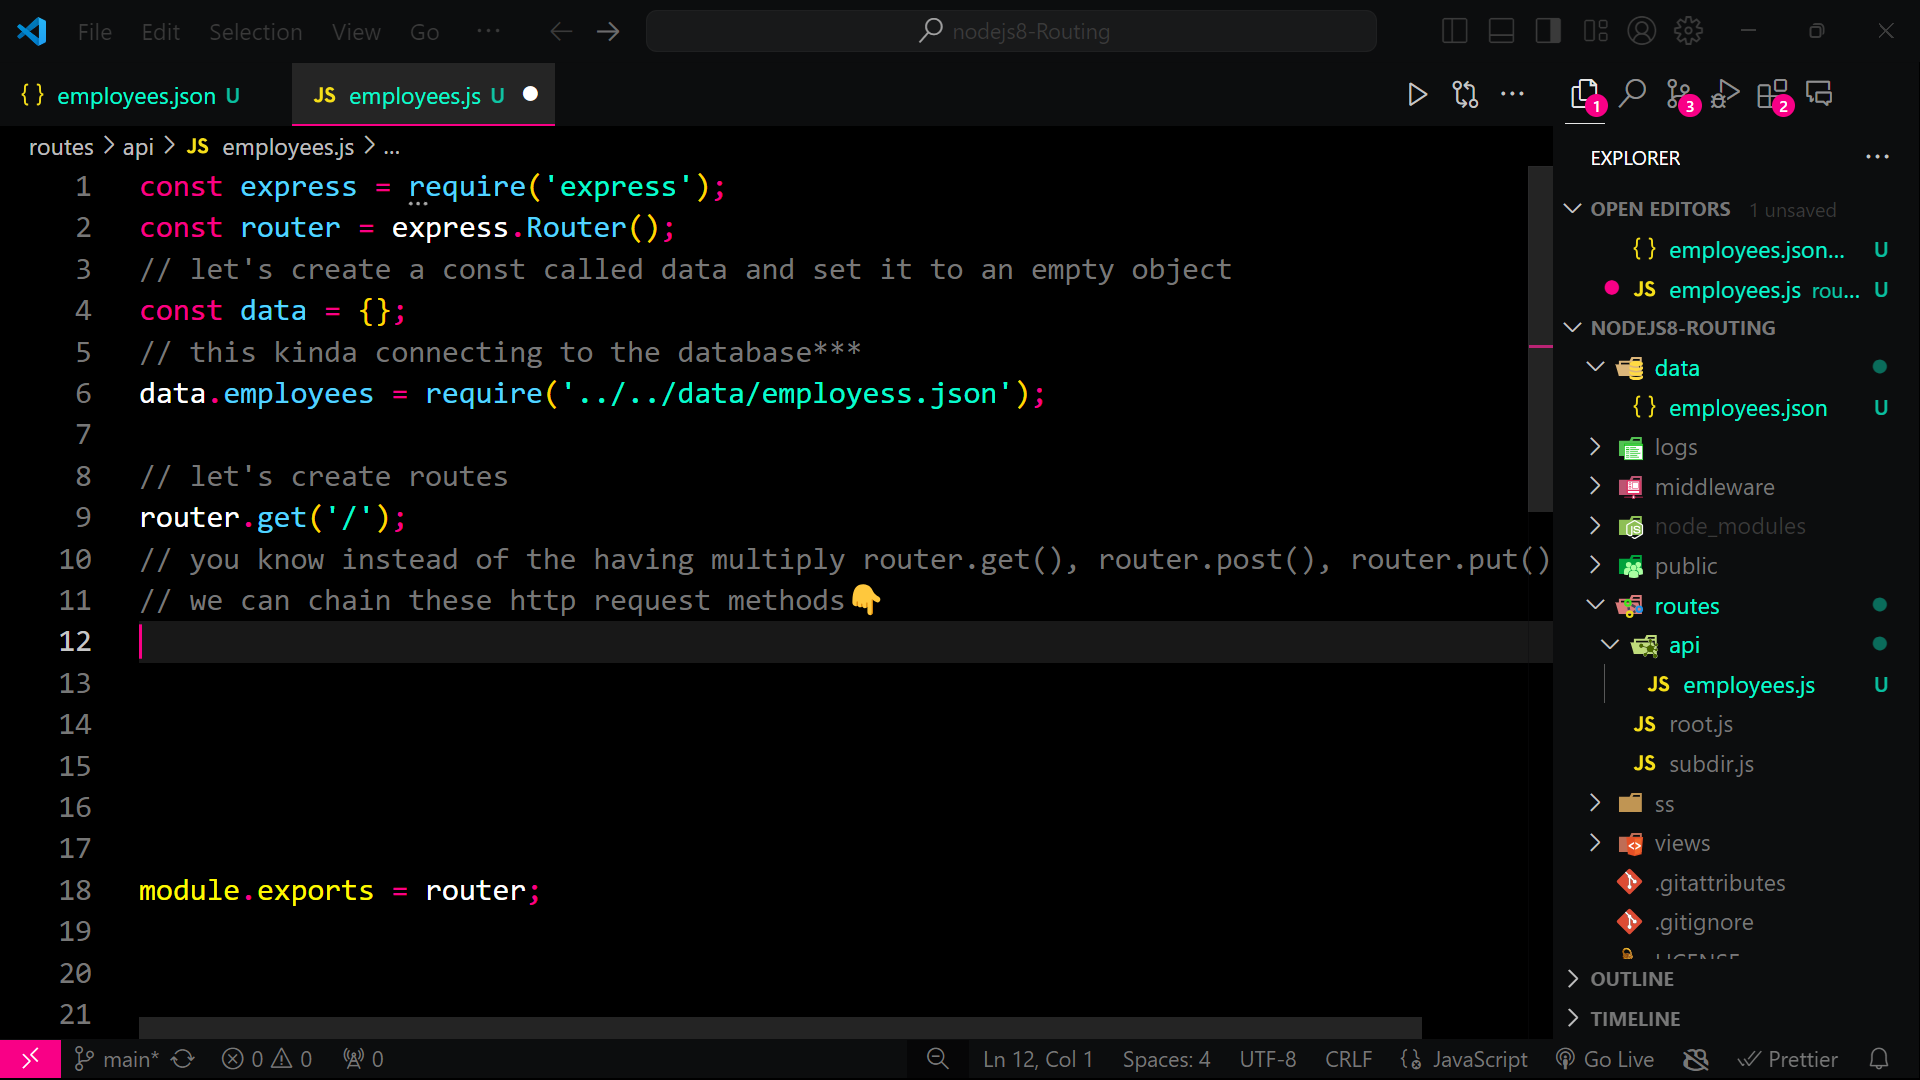 File Edit Selection View Go ··· nodejs8-Routing
{} employees.json U JS employees.js U
routes > api > JS employees.js > ...
1 const express = require('express');
2 const router = express.Router();
3 // let's create a const called data and set it to an empty object
4 const data = {};
5 // this kinda connecting to the database***
6 data.employees = require('../../data/employess.json');
7
8 // let's create routes
9 router.get('/');
10 // you know instead of the having multiply router.get(), router.post(), router.put()
11 // we can chain these http request methods👇
12
13
14
15
16
17
18 module.exports = router;
19
20
21
1 3 2
EXPLORER ···
OPEN EDITORS 1 unsaved
{} employees.json... U
JS employees.js rou... U
NODEJS8-ROUTING
data
{} employees.json U
logs
middleware
node_modules
public
routes
api
JS employees.js U
JS root.js
JS subdir.js
ss
views
.gitattributes
.gitignore
LICENSE
OUTLINE
TIMELINE
main* 0 0 0 Ln 12, Col 1 Spaces: 4 UTF-8 CRLF {} JavaScript Go Live Prettier